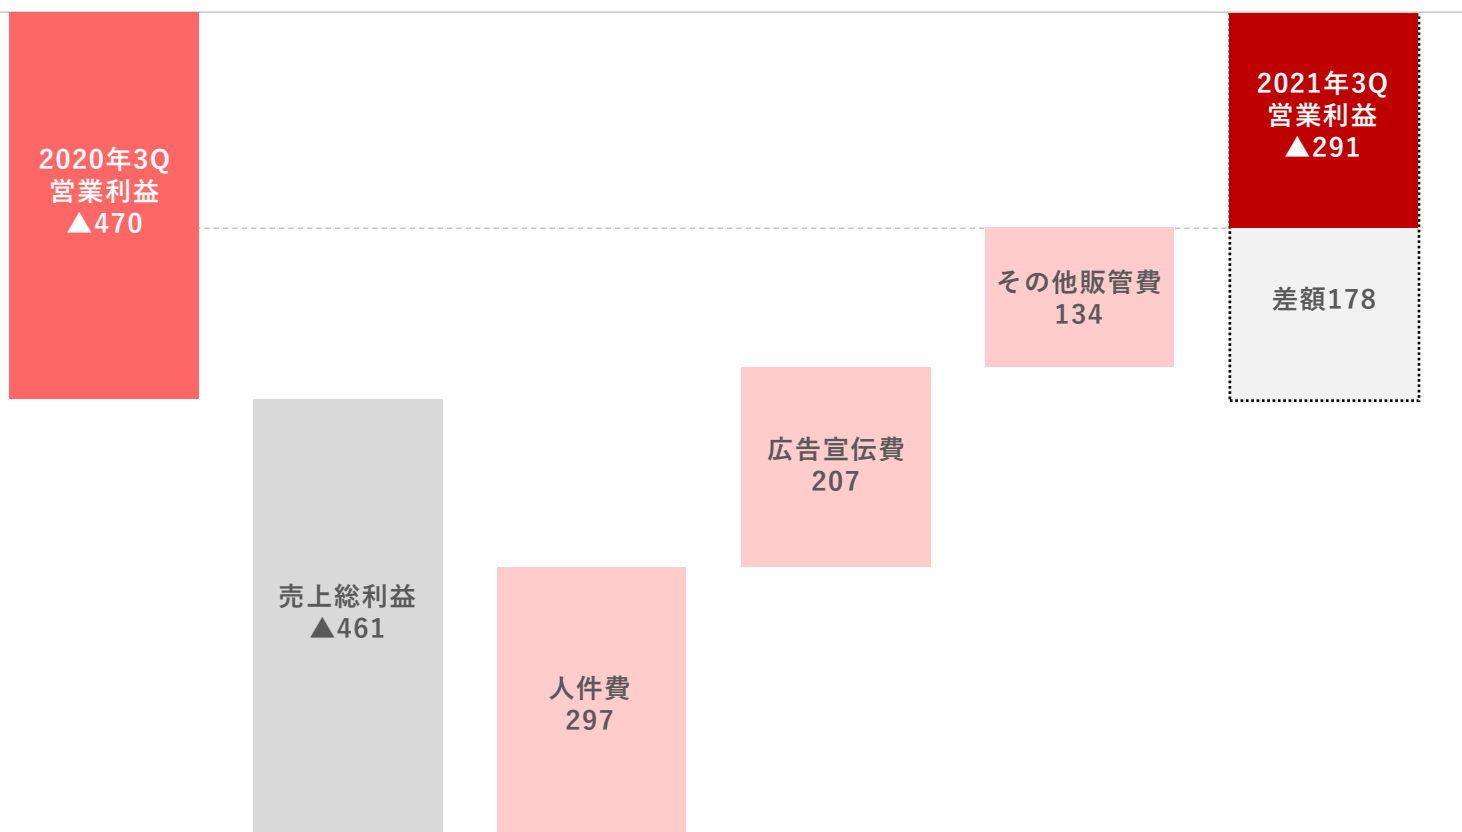 2020年3Q
営業利益
▲470
売上総利益
▲461
人件費
297
広告宣伝費
207
その他販管費
134
2021年3Q
営業利益
▲291
差額178